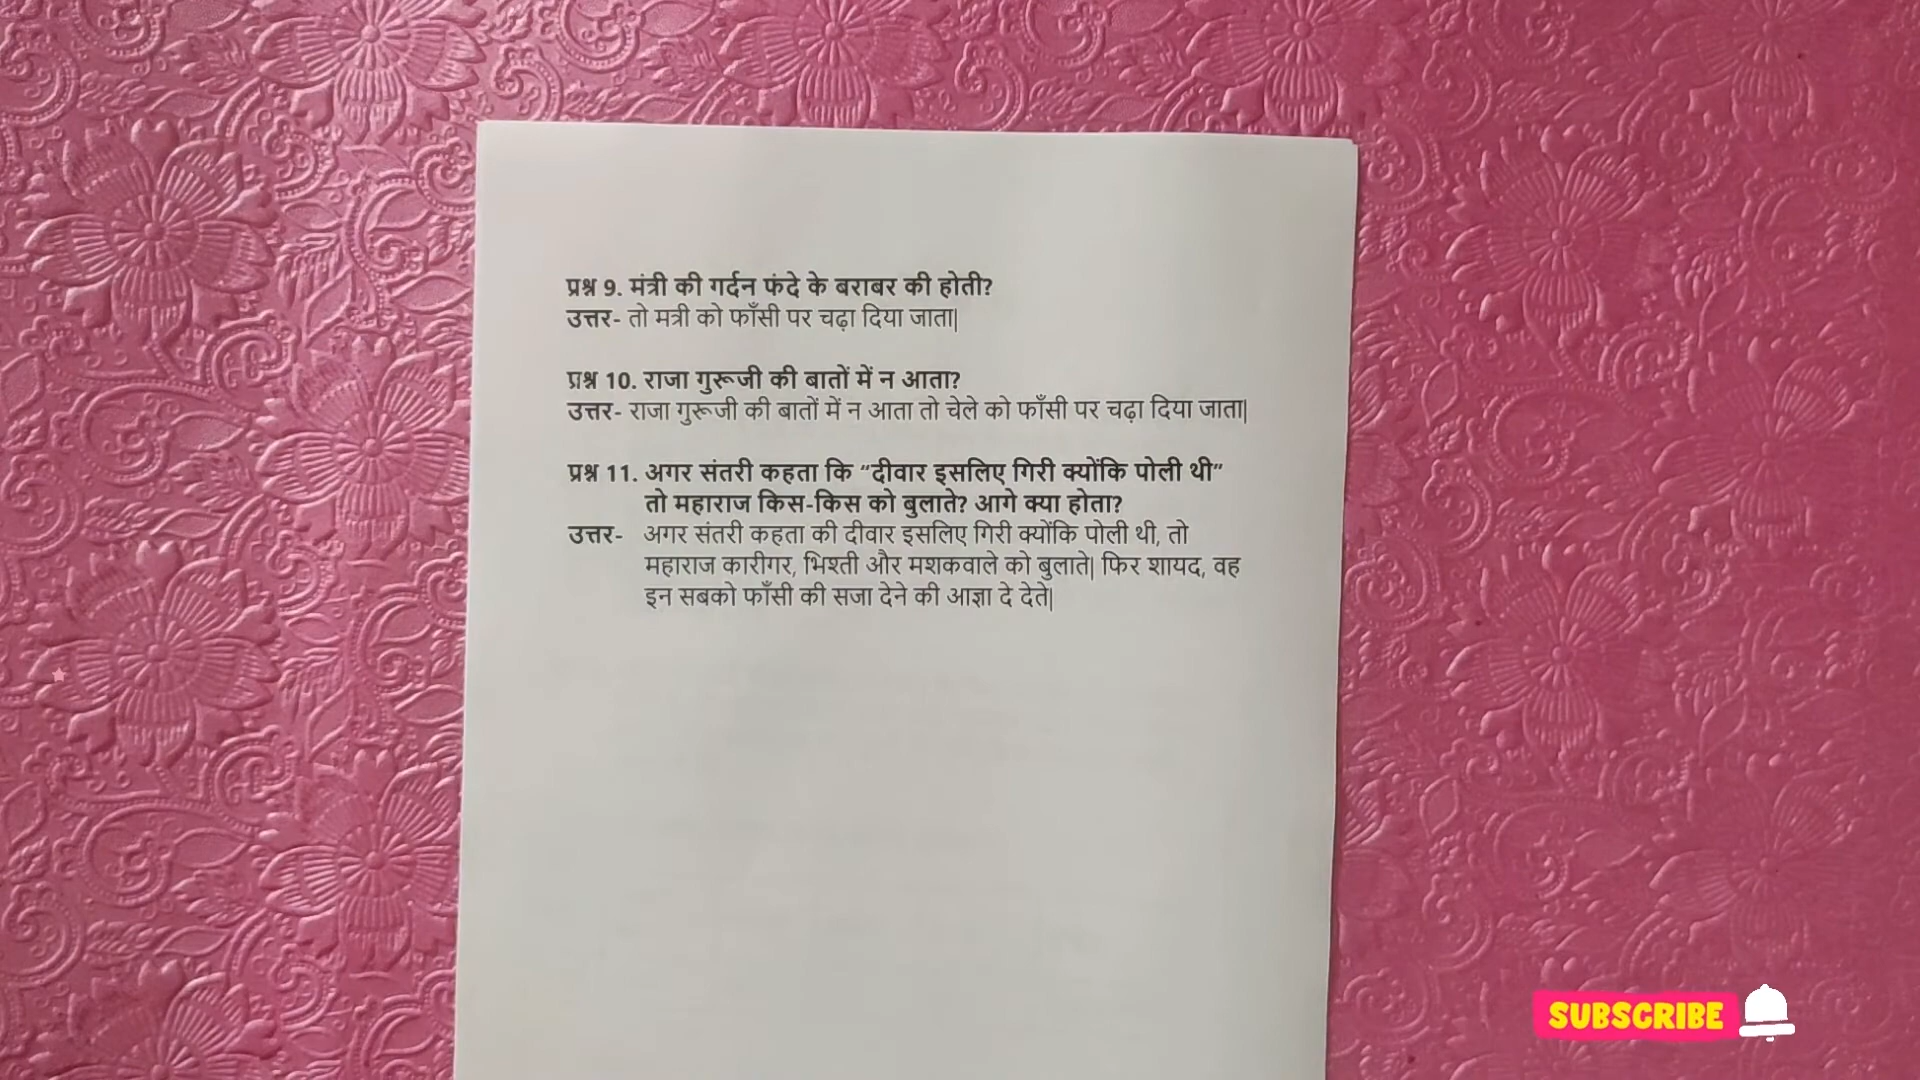 प्रश्न 9. मंत्री की गर्दन फंदे के बराबर की होती?
उत्तर- तो मत्री को फाँसी पर चढ़ा दिया जाता|
प्रश्न 10. राजा गुरूजी की बातों में न आता?
उत्तर- राजा गुरूजी की बातों में न आता तो चेले को फाँसी पर चढ़ा दिया जाता|
प्रश्न 11. अगर संतरी कहता कि “दीवार इसलिए गिरी क्योंकि पोली थी”
तो महाराज किस-किस को बुलाते? आगे क्या होता?
उत्तर- अगर संतरी कहता की दीवार इसलिए गिरी क्योंकि पोली थी, तो
महाराज कारीगर, भिश्ती और मशकवाले को बुलाते| फिर शायद, वह
इन सबको फाँसी की सजा देने की आज्ञा दे देते|
SUBSCRIBE